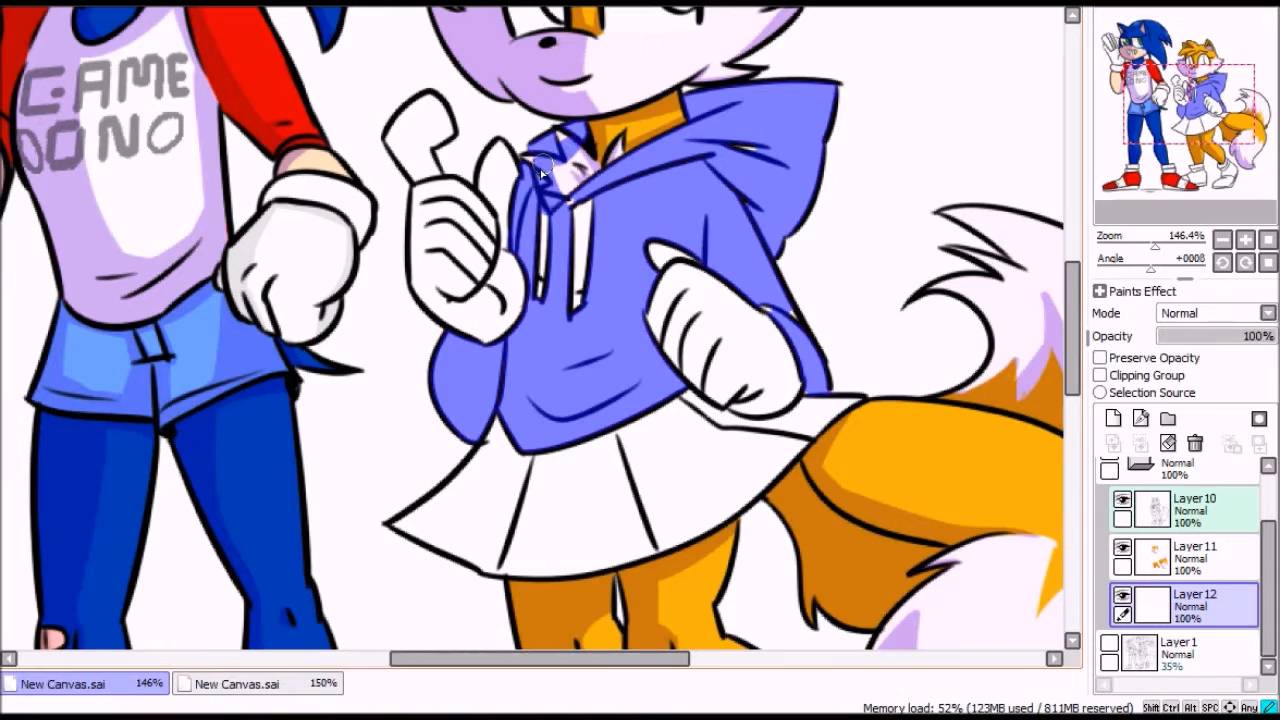 GAME
DONO
Zoom 146.4%
Angle +0008
Paints Effect
Mode Normal
Opacity 100%
Preserve Opacity
Clipping Group
Selection Source
Normal
100%
Layer10
Normal
100%
Layer11
Normal
100%
Layer12
Normal
100%
Layer1
Normal
35%
New Canvas.sai 146%
New Canvas.sai 150%
Memory load: 52% (123MB used / 811MB reserved)
Shift Ctrl Alt SPC Any